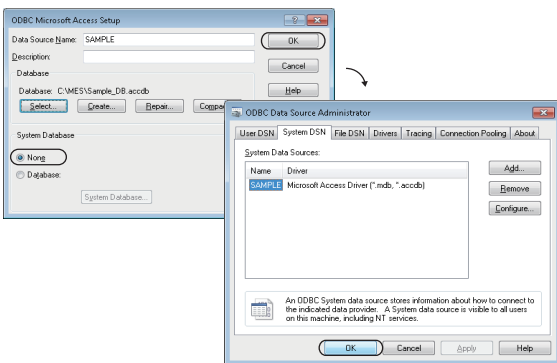 ODBC Microsoft Access Setup
Data Source Name: SAMPLE
OK
Description:
Cancel
Database
Database: C:\MES\Sample_DB.accdb
Help
Select...
Create...
Repair...
System Database
None
Database:
System Database...
ODBC Data Source Administrator
User DSN System DSN File DSN Drivers Tracing Connection Pooling About
System Data Sources:
Name Driver
SAMPLE Microsoft Access Driver (*.mdb, *.accdb)
Add...
Remove
Configure...
An ODBC System data source stores information about how to connect to
the indicated data provider. A System data source is visible to all users
on this machine, including NT services.
OK Cancel Apply Help